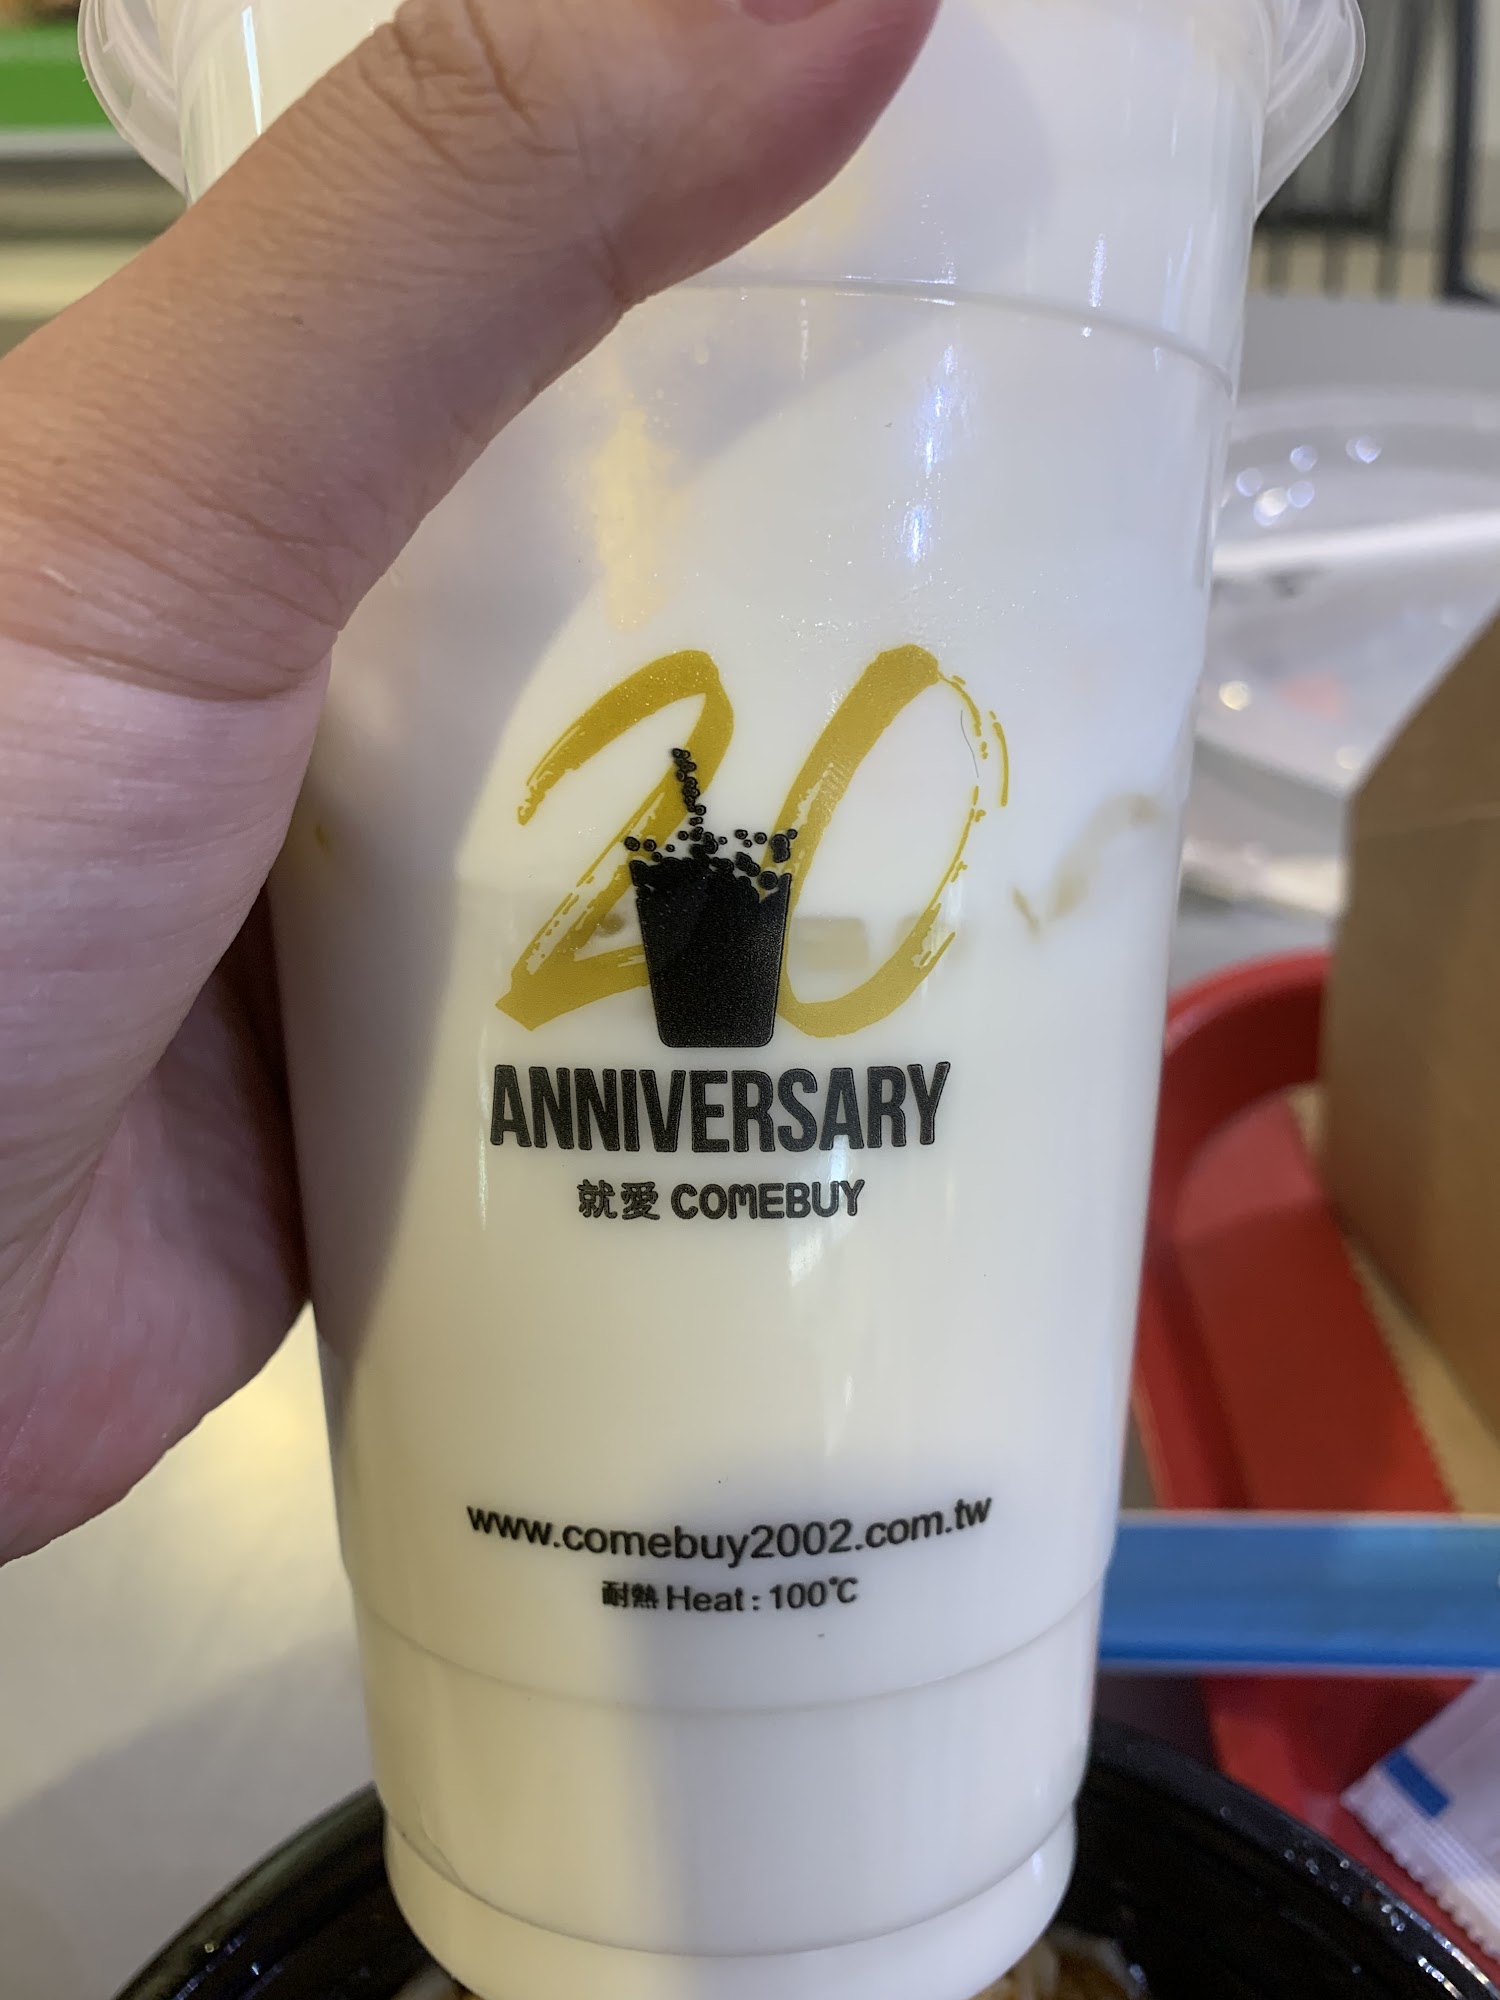 20
ANNIVERSARY
就愛 COMEBUY
www.comebuy2002.com.tw
耐熱 Heat : 100℃